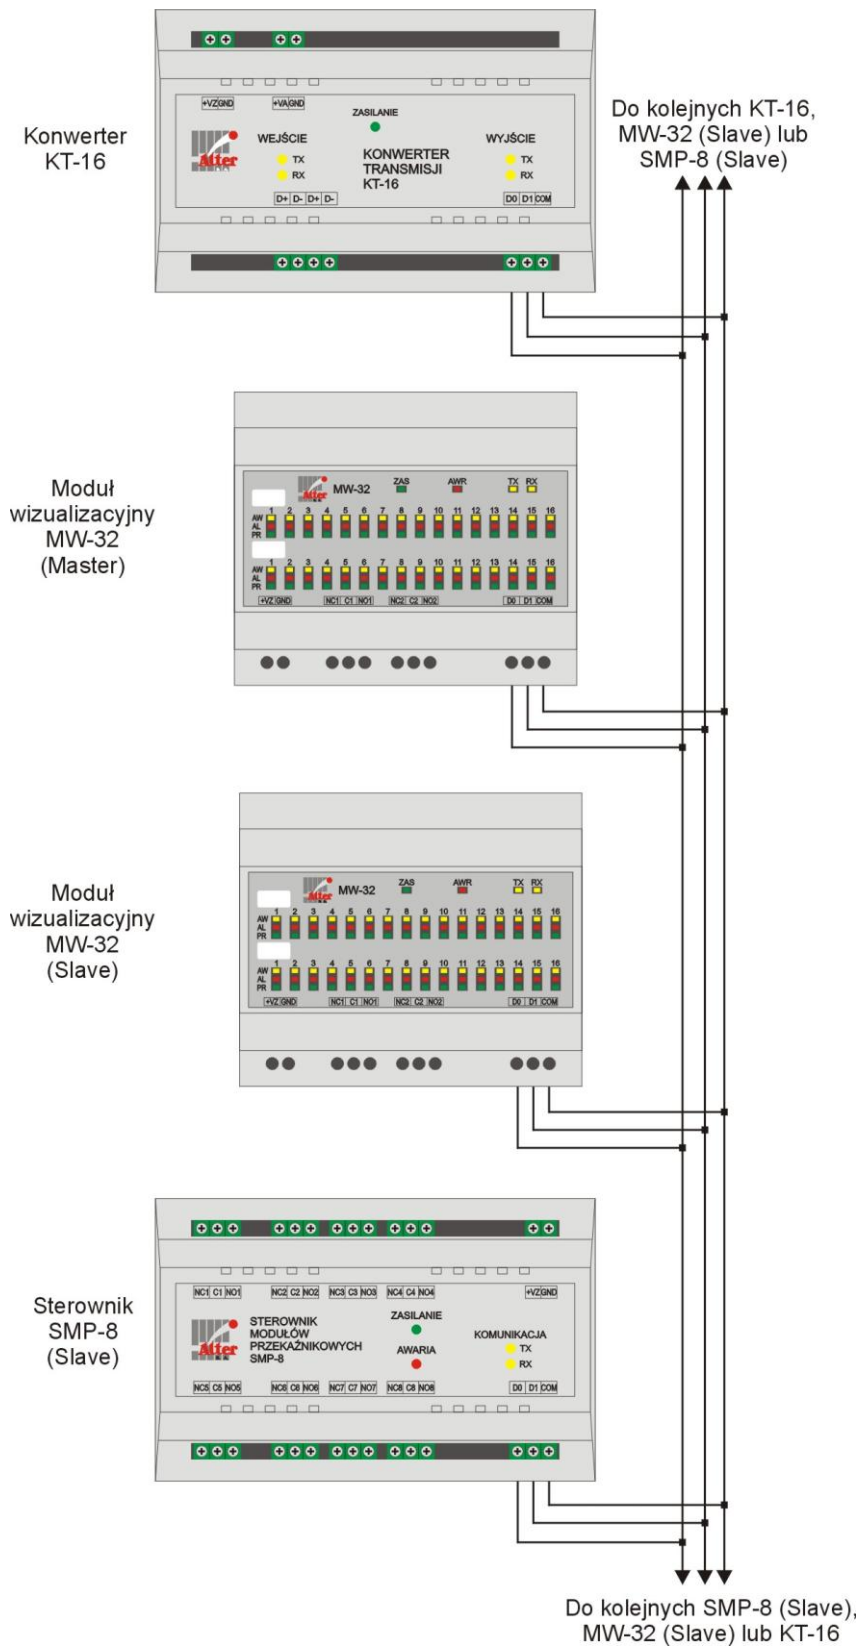 Konwerter
KT-16
+VZ GND
+VA GND
ZASILANIE
Alter
WEJŚCIE
TX
RX
KONWERTER
TRANSMISJI
KT-16
WYJŚCIE
TX
RX
D+ D- D+ D-
D0 D1 COM
Do kolejnych KT-16,
MW-32 (Slave) lub
SMP-8 (Slave)
Moduł
wizualizacyjny
MW-32
(Master)
Alter
MW-32
ZAS
AWR
TX RX
1 2 3 4 5 6 7 8 9 10 11 12 13 14 15 16
AW
AL
PR
1 2 3 4 5 6 7 8 9 10 11 12 13 14 15 16
AW
AL
PR
+VZ GND
NC1 C1 NO1
NC2 C2 NO2
D0 D1 COM
Moduł
wizualizacyjny
MW-32
(Slave)
Alter
MW-32
ZAS
AWR
TX RX
1 2 3 4 5 6 7 8 9 10 11 12 13 14 15 16
AW
AL
PR
1 2 3 4 5 6 7 8 9 10 11 12 13 14 15 16
AW
AL
PR
+VZ GND
NC1 C1 NO1
NC2 C2 NO2
D0 D1 COM
Sterownik
SMP-8
(Slave)
NC1 C1 NO1
NC2 C2 NO2
NC3 C3 NO3
NC4 C4 NO4
+VZ GND
Alter
STEROWNIK
MODUŁÓW
PRZEKAŹNIKOWYCH
SMP-8
ZASILANIE
AWARIA
KOMUNIKACJA
TX
RX
NC5 C5 NO5
NC6 C6 NO6
NC7 C7 NO7
NC8 C8 NO8
D0 D1 COM
Do kolejnych SMP-8 (Slave),
MW-32 (Slave) lub KT-16